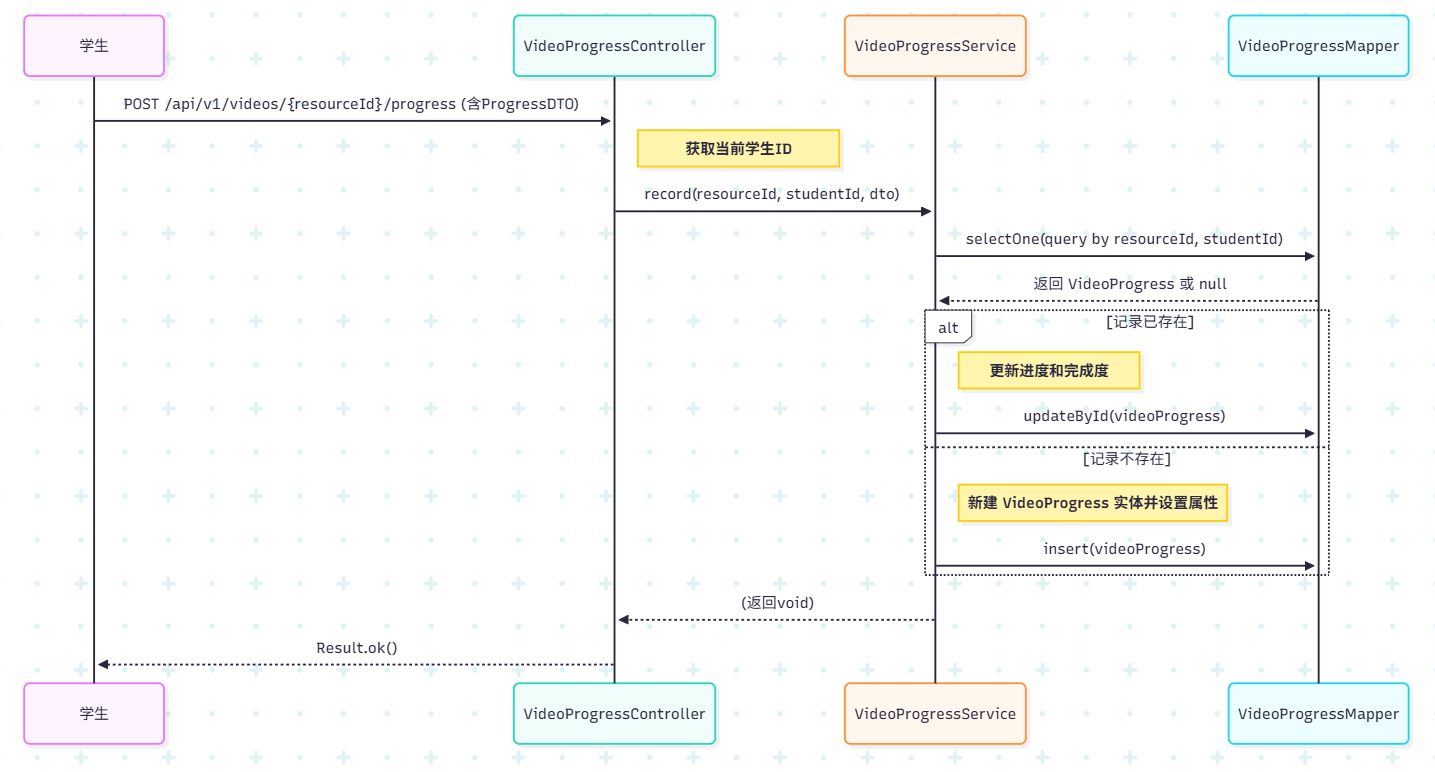 学生
VideoProgressController
VideoProgressService
VideoProgressMapper
POST /api/v1/videos/{resourceId}/progress (含ProgressDTO)
获取当前学生ID
record(resourceId, studentId, dto)
selectOne(query by resourceId, studentId)
返回 VideoProgress 或 null
alt
[记录已存在]
更新进度和完成度
updateById(videoProgress)
[记录不存在]
新建 VideoProgress 实体并设置属性
insert(videoProgress)
(返回void)
Result.ok()
学生
VideoProgressController
VideoProgressService
VideoProgressMapper